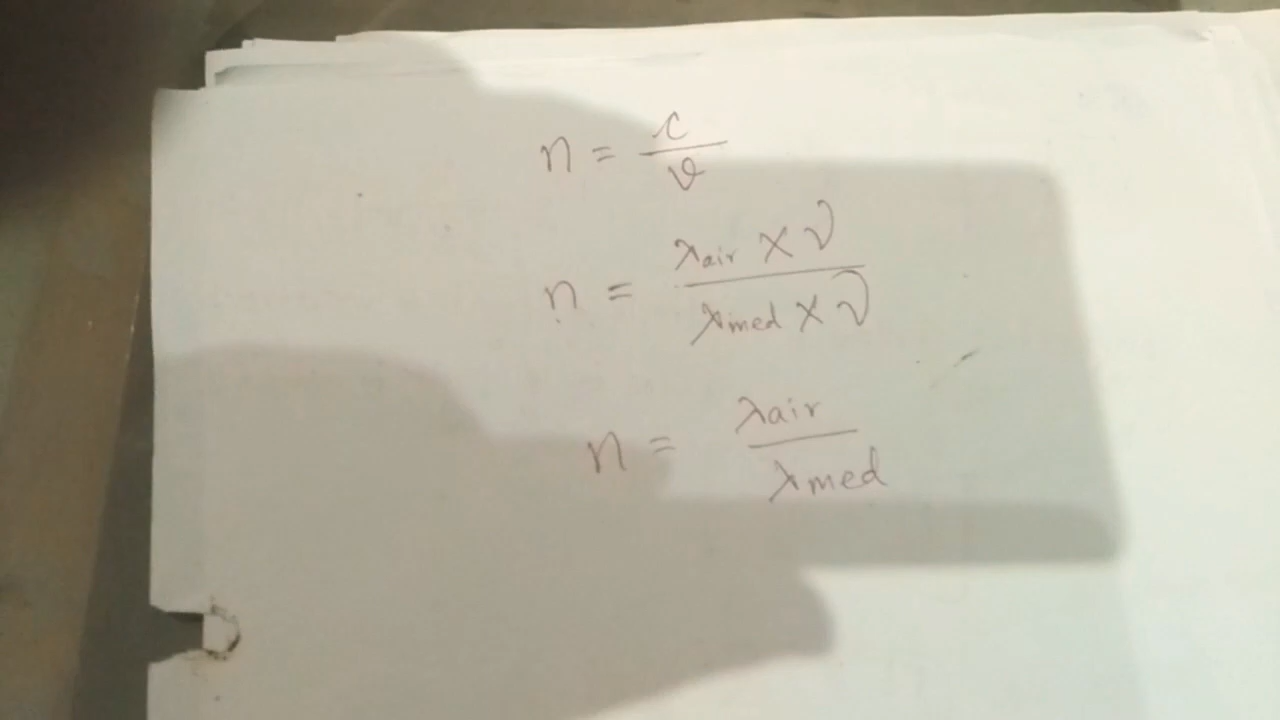 n = c / v
n = λair × ν / λmed × ν
n = λair / λmed